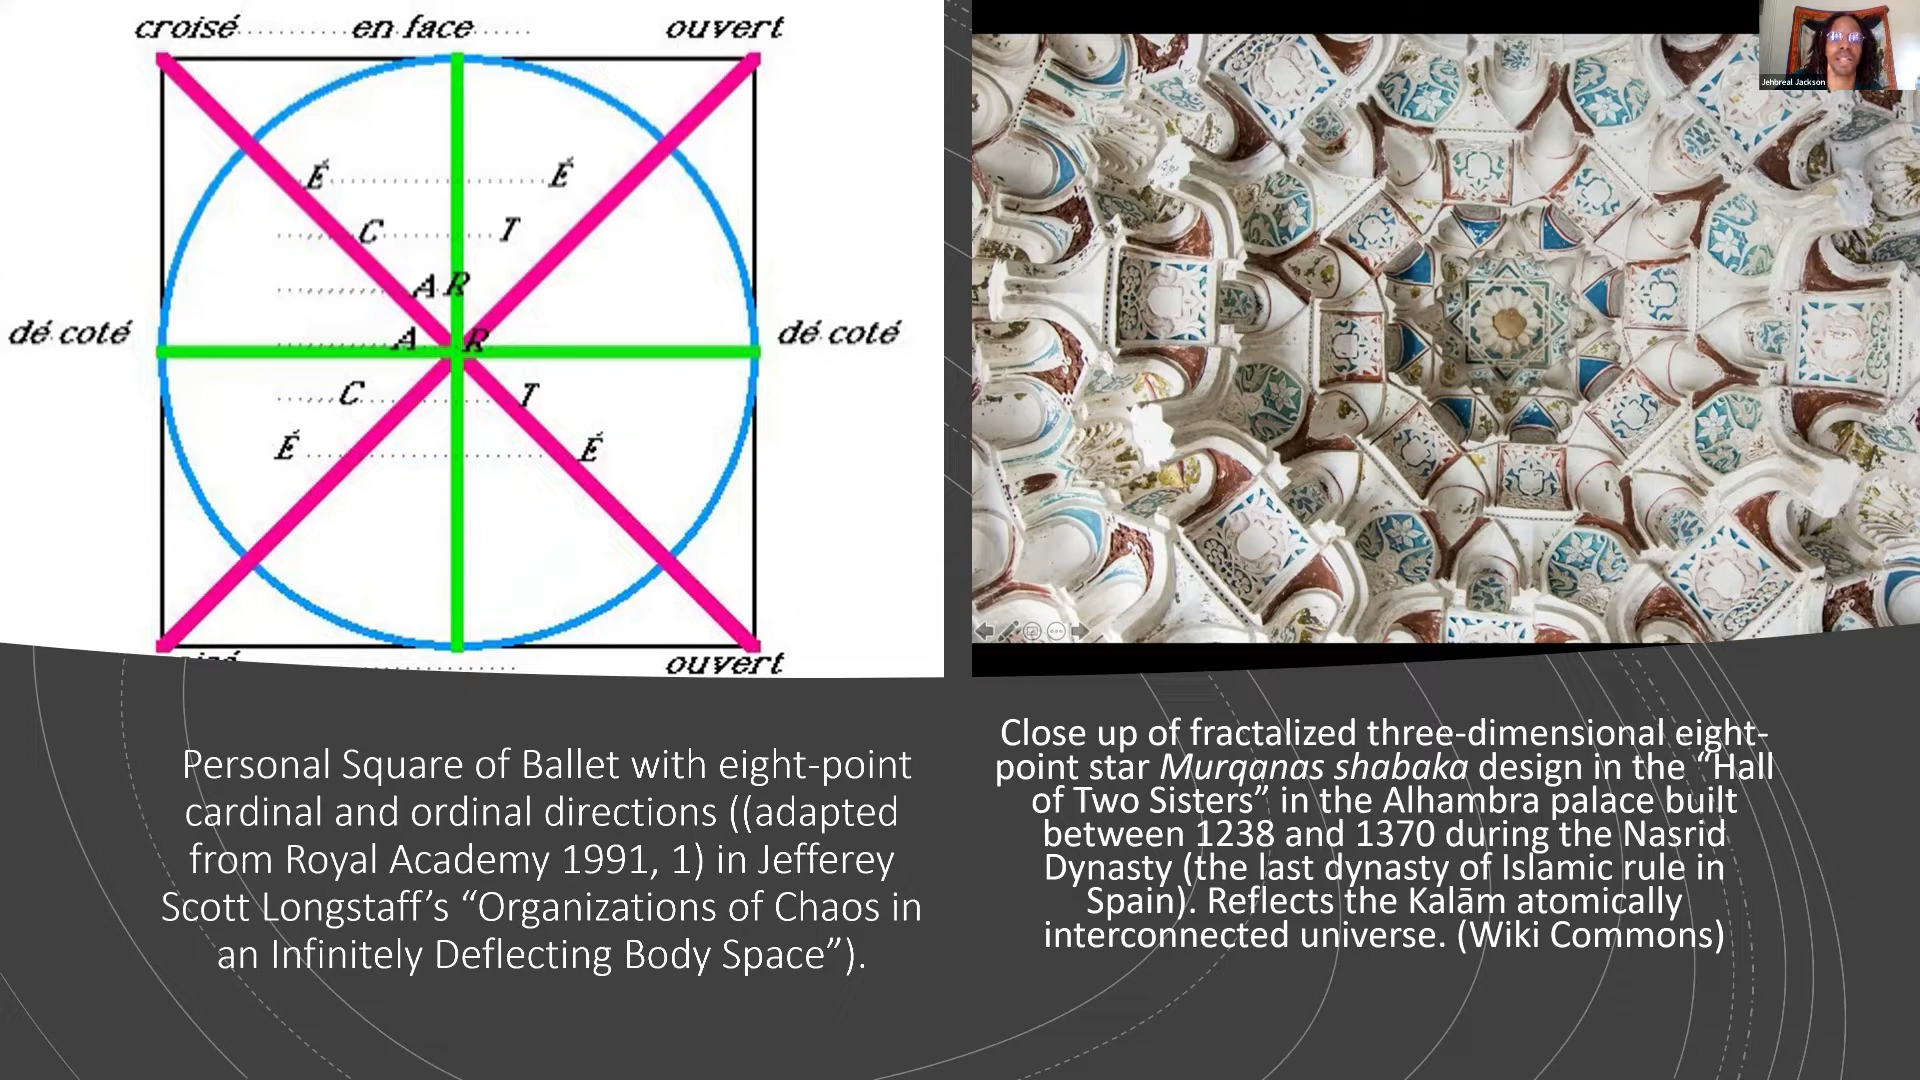 croisé..........en face......
ouvert
É.................É
C..........T
A R
dé coté
A R
dé coté
C..........T
É.................É
ouvert
Jehbreal Jackson
Personal Square of Ballet with eight-point
cardinal and ordinal directions ((adapted
from Royal Academy 1991, 1) in Jefferey
Scott Longstaff’s “Organizations of Chaos in
an Infinitely Deflecting Body Space”).
Close up of fractalized three-dimensional eight-
point star Murqanas shabaka design in the “Hall
of Two Sisters” in the Alhambra palace built
between 1238 and 1370 during the Nasrid
Dynasty (the last dynasty of Islamic rule in
Spain). Reflects the Kalām atomically
interconnected universe. (Wiki Commons)